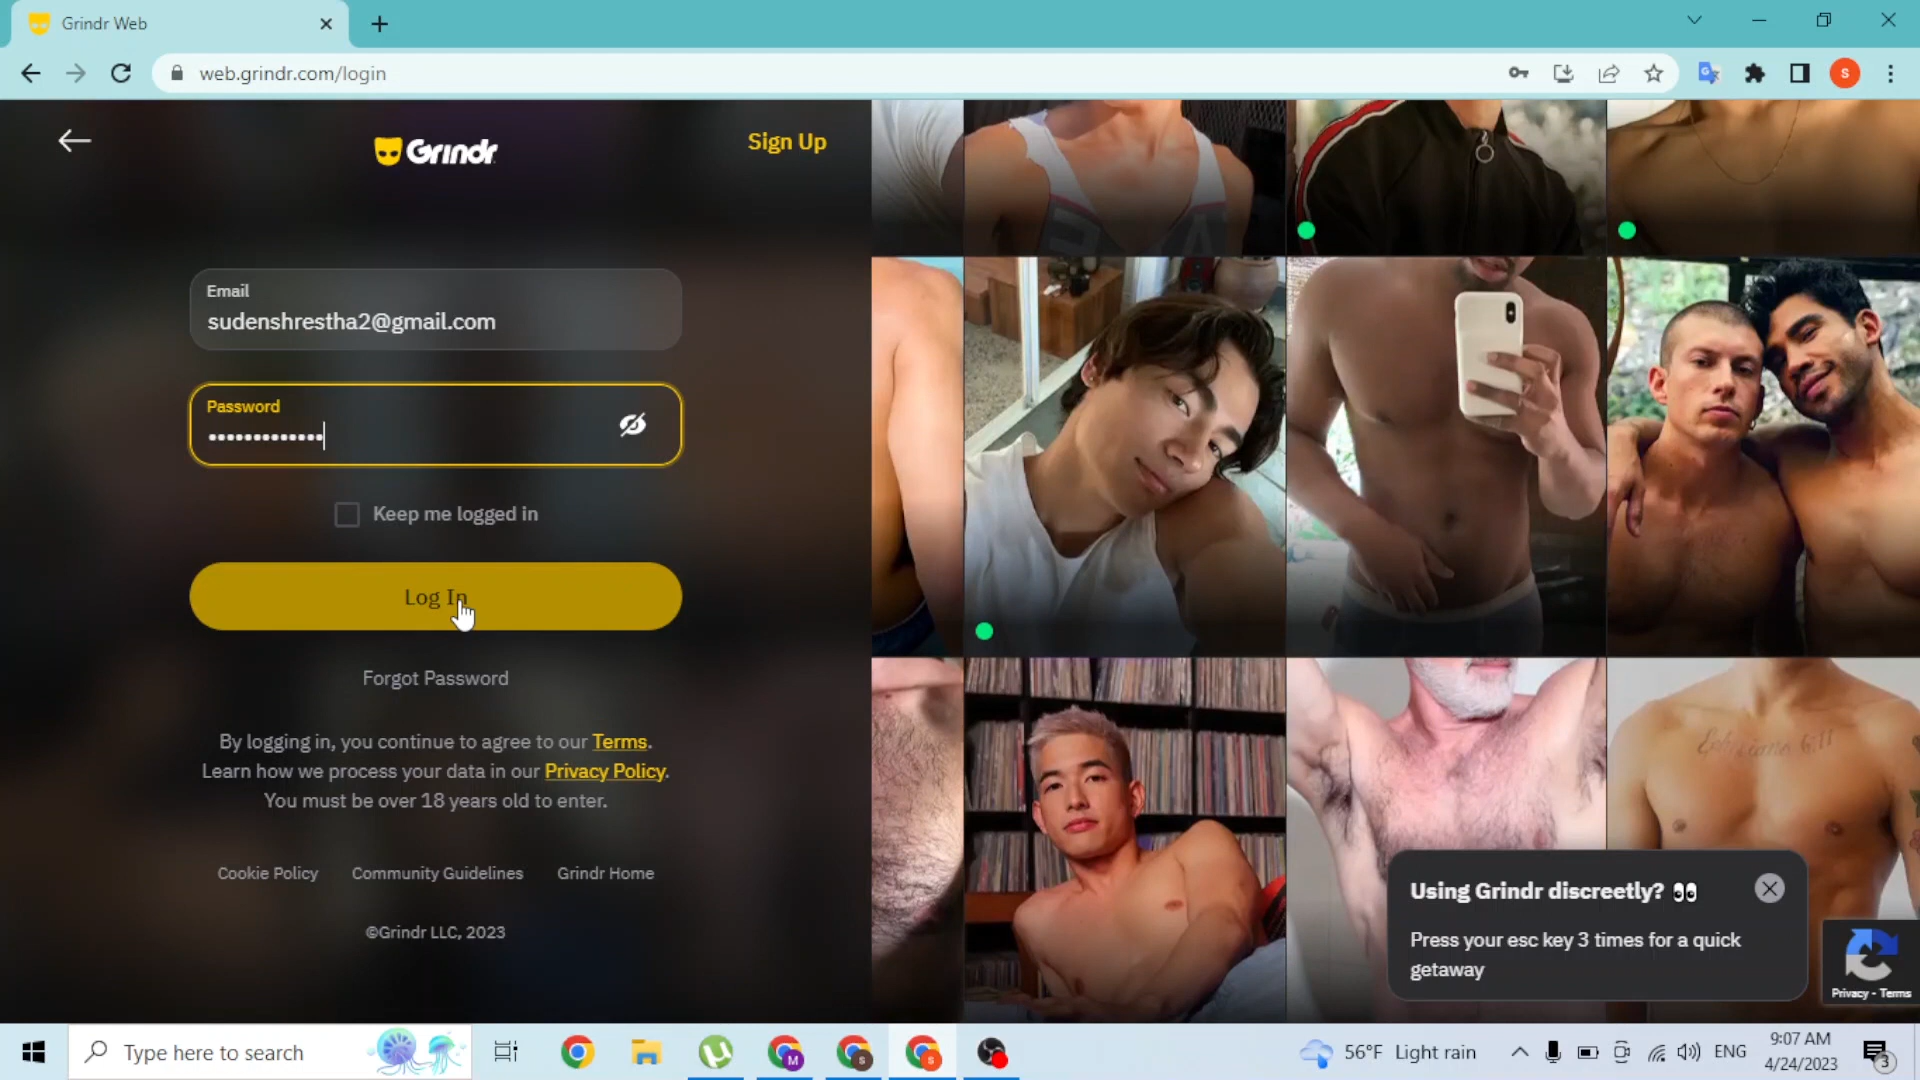 Grindr Web
web.grindr.com/login
S
Grindr
Sign Up
Email
sudenshrestha2@gmail.com
Password
•••••••••••••
Keep me logged in
Log In
Forgot Password
By logging in, you continue to agree to our Terms.
Learn how we process your data in our Privacy Policy.
You must be over 18 years old to enter.
Cookie Policy Community Guidelines Grindr Home
©Grindr LLC, 2023
Using Grindr discreetly? 👀
Press your esc key 3 times for a quick
getaway
Privacy - Terms
Type here to search
M
S
S
56°F Light rain
ENG
9:07 AM
4/24/2023
3